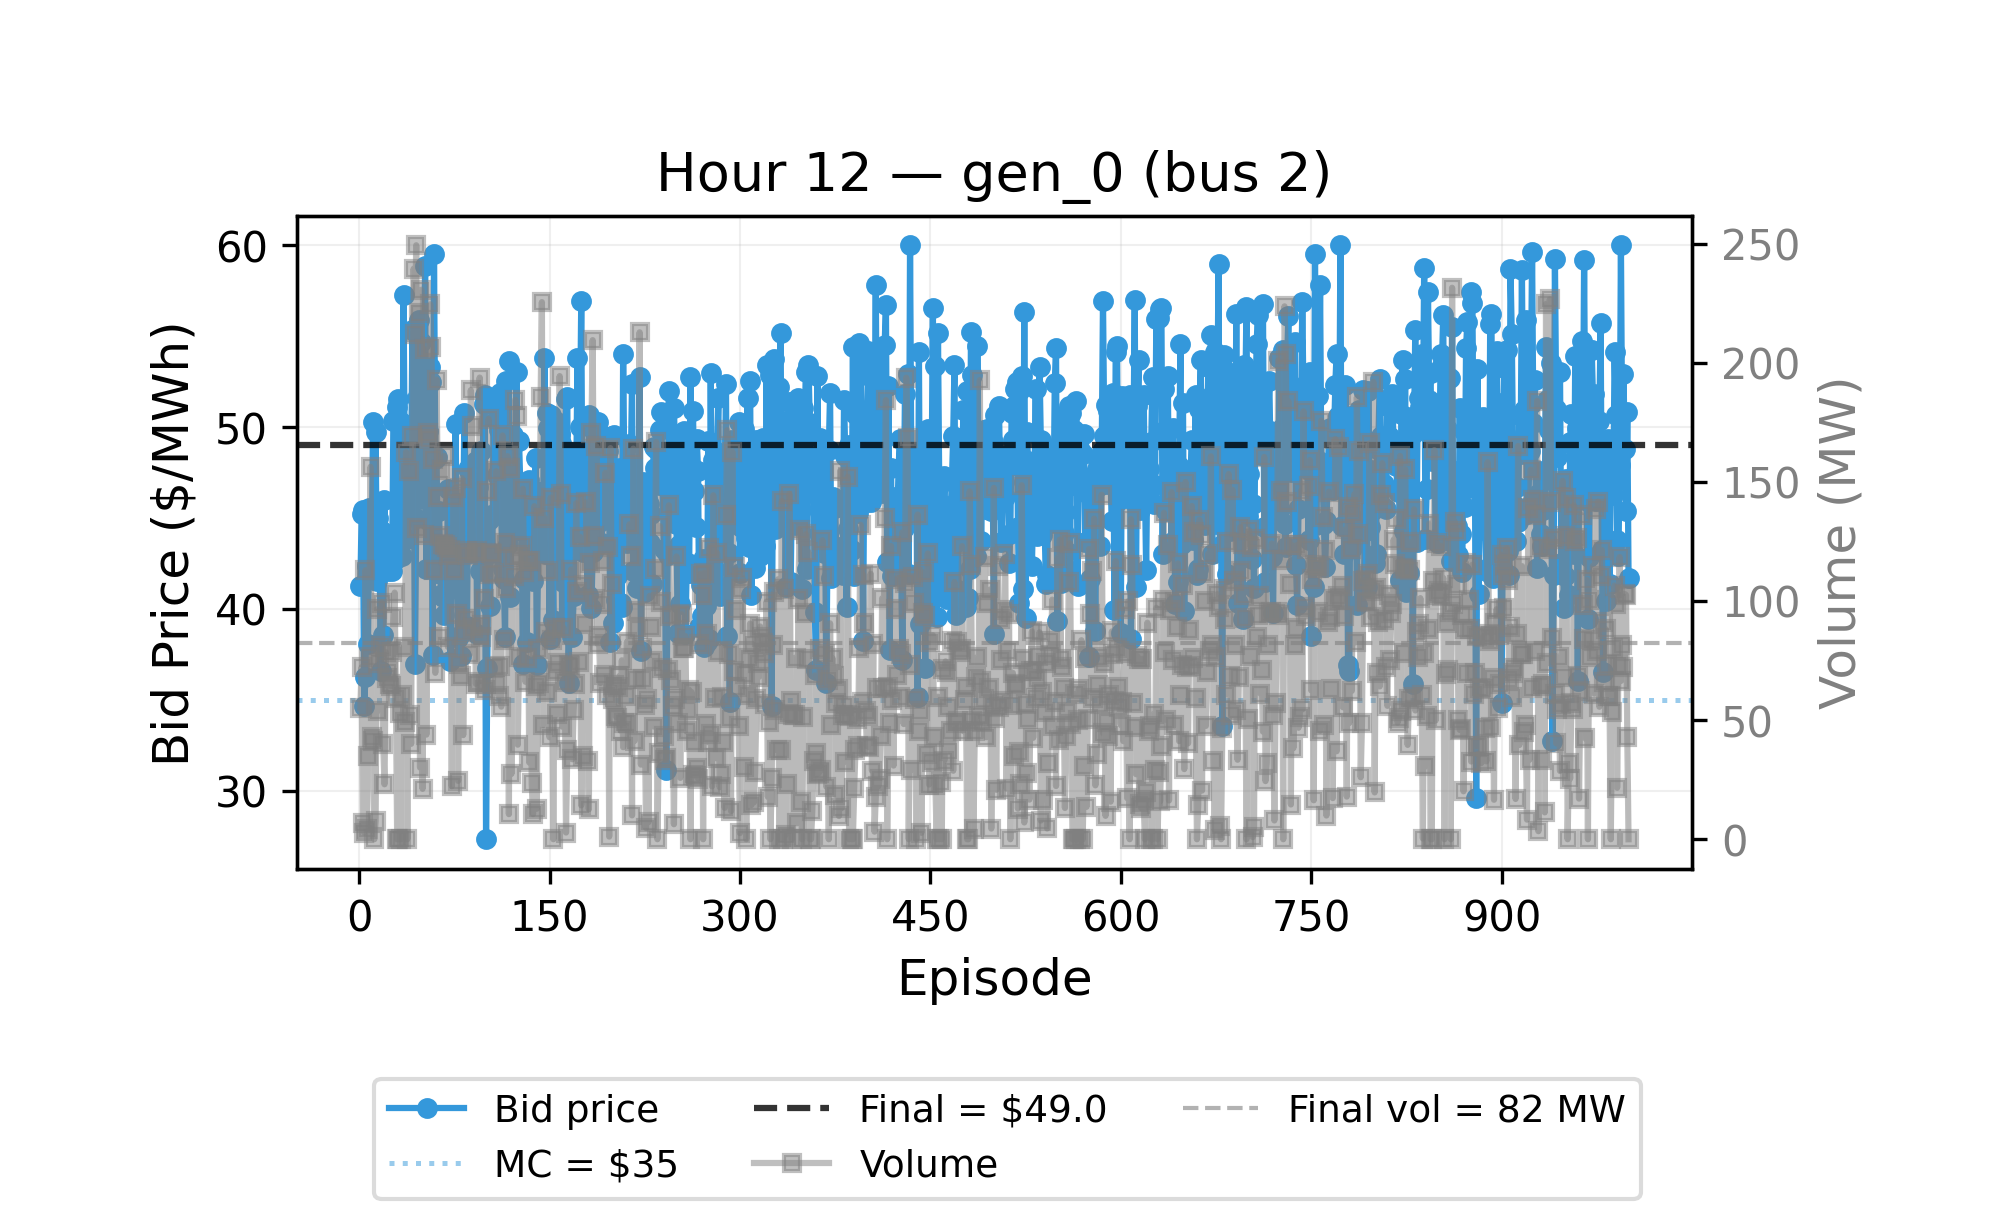 Hour 12 — gen_0 (bus 2)
Bid Price ($/MWh)
60
50
40
30
250
200
150
100
50
0
Volume (MW)
0 150 300 450 600 750 900
Episode
Bid price
MC = $35
Final = $49.0
Volume
Final vol = 82 MW